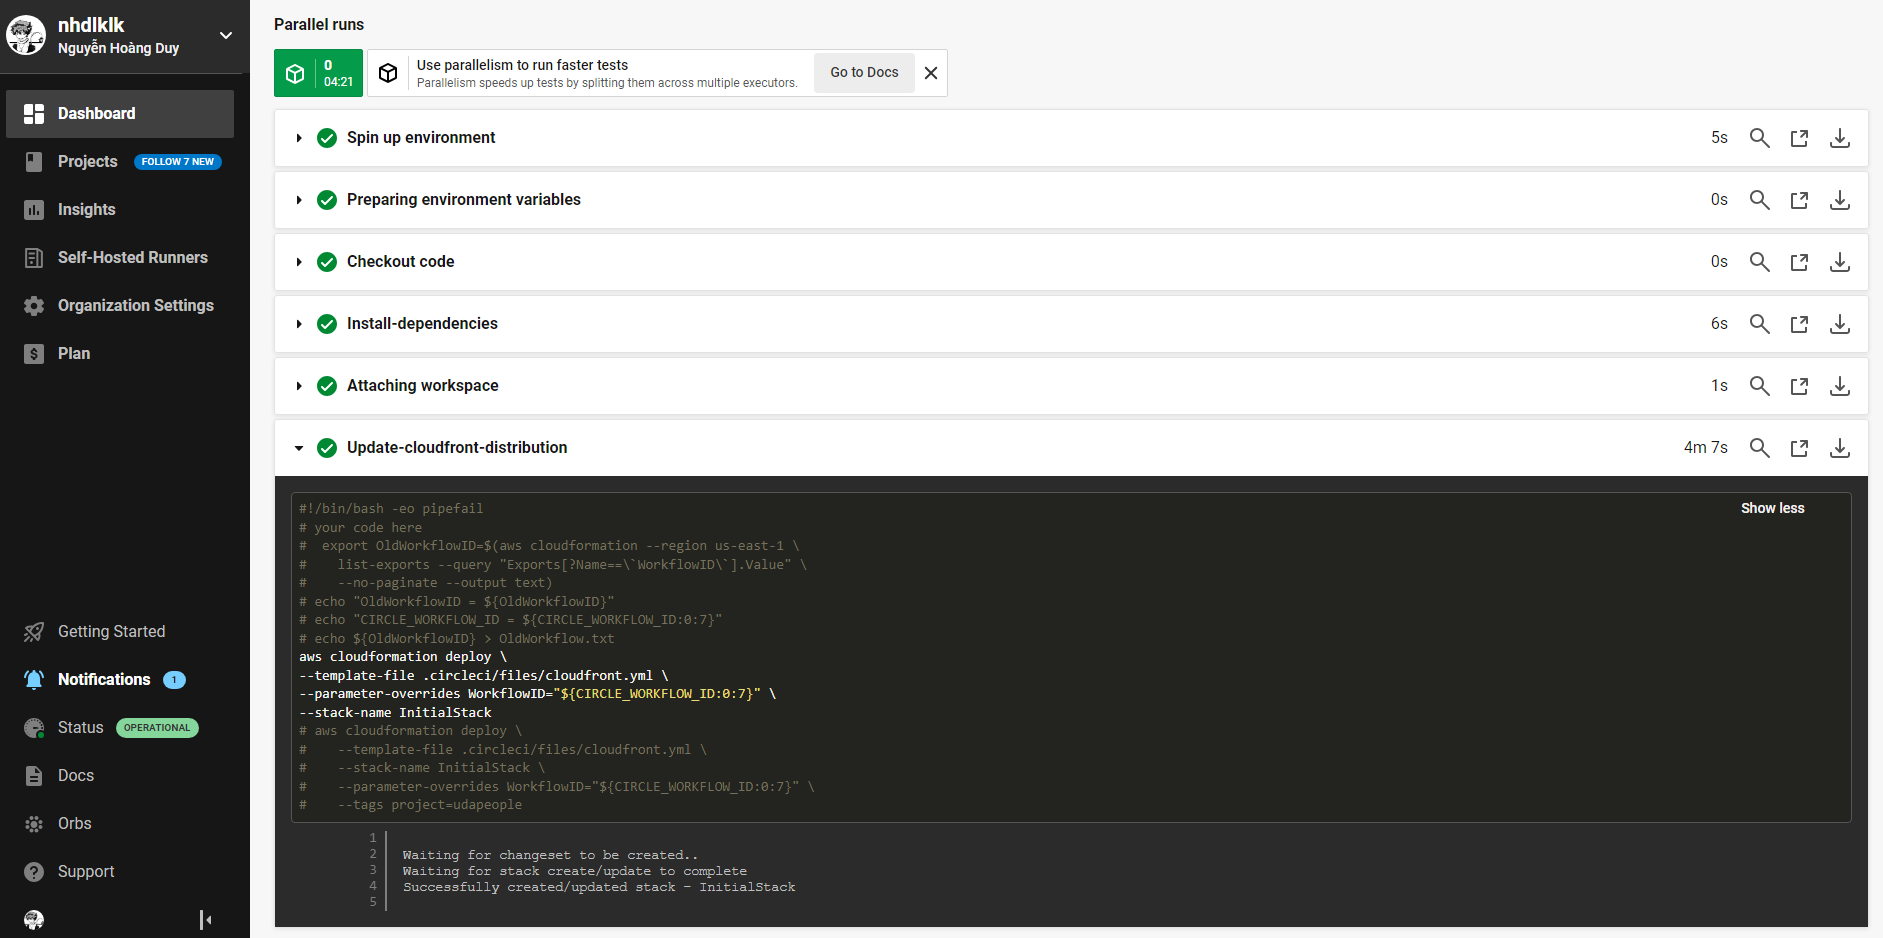 nhdlklk
Nguyễn Hoàng Duy
Dashboard
Projects FOLLOW 7 NEW
Insights
Self-Hosted Runners
Organization Settings
Plan
Getting Started
Notifications 1
Status OPERATIONAL
Docs
Orbs
Support
Parallel runs
0
04:21
Use parallelism to run faster tests
Parallelism speeds up tests by splitting them across multiple executors.
Go to Docs
Spin up environment 5s
Preparing environment variables 0s
Checkout code 0s
Install-dependencies 6s
Attaching workspace 1s
Update-cloudfront-distribution 4m 7s
Show less
#!/bin/bash -eo pipefail
# your code here
#  export OldWorkflowID=$(aws cloudformation --region us-east-1 \
#    list-exports --query "Exports[?Name==\`WorkflowID\`].Value" \
#    --no-paginate --output text)
# echo "OldWorkflowID = ${OldWorkflowID}"
# echo "CIRCLE_WORKFLOW_ID = ${CIRCLE_WORKFLOW_ID:0:7}"
# echo ${OldWorkflowID} > OldWorkflow.txt
aws cloudformation deploy \
--template-file .circleci/files/cloudfront.yml \
--parameter-overrides WorkflowID="${CIRCLE_WORKFLOW_ID:0:7}" \
--stack-name InitialStack
# aws cloudformation deploy \
#    --template-file .circleci/files/cloudfront.yml \
#    --stack-name InitialStack \
#    --parameter-overrides WorkflowID="${CIRCLE_WORKFLOW_ID:0:7}" \
#    --tags project=udapeople
1
2 Waiting for changeset to be created..
3 Waiting for stack create/update to complete
4 Successfully created/updated stack - InitialStack
5